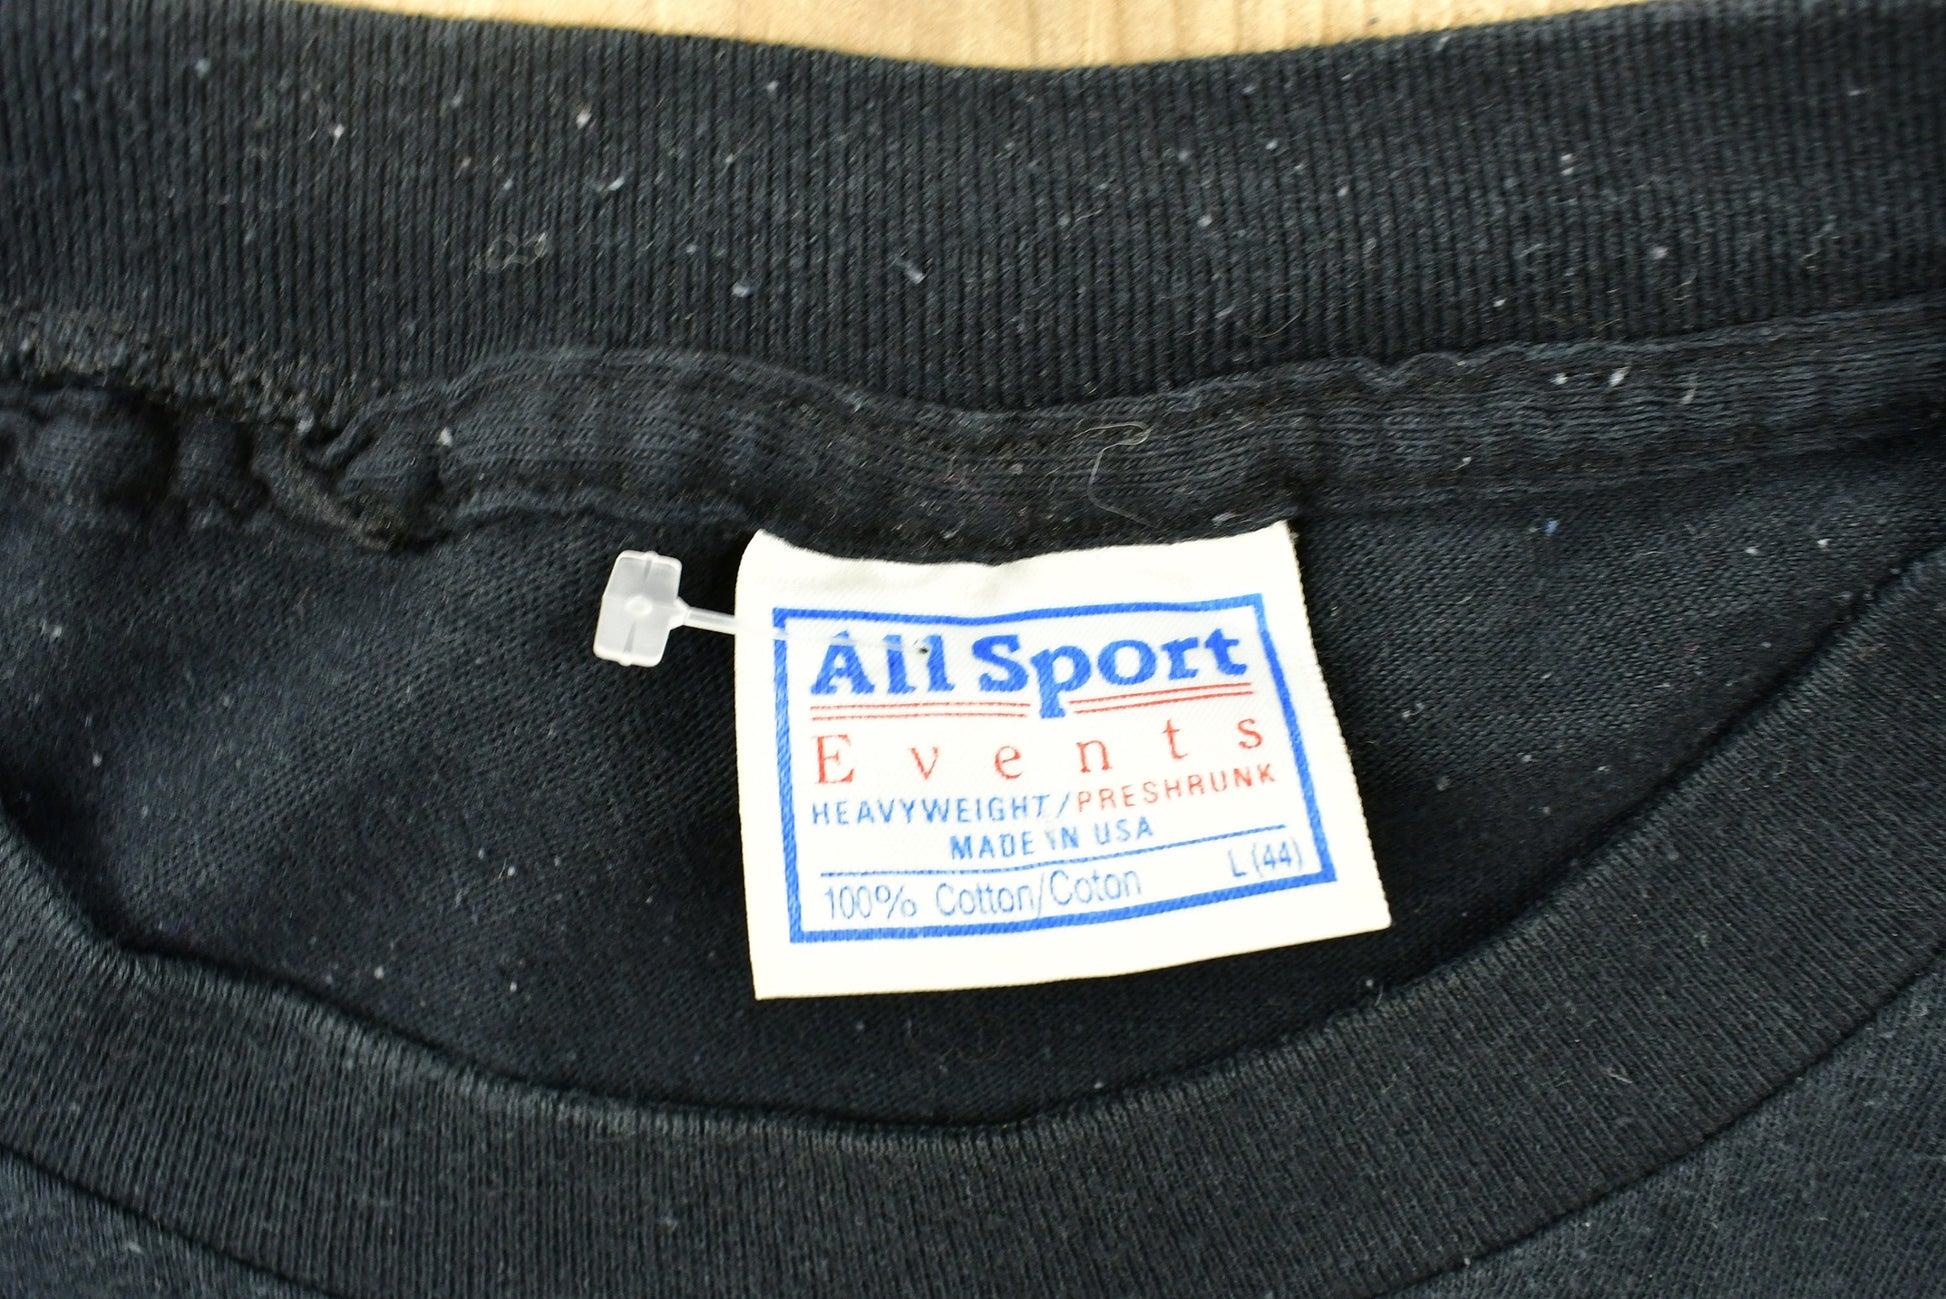 All Sport
Events
HEAVYWEIGHT/PRESHRUNK
MADE IN USA
L(44)
100% Cotton/Coton